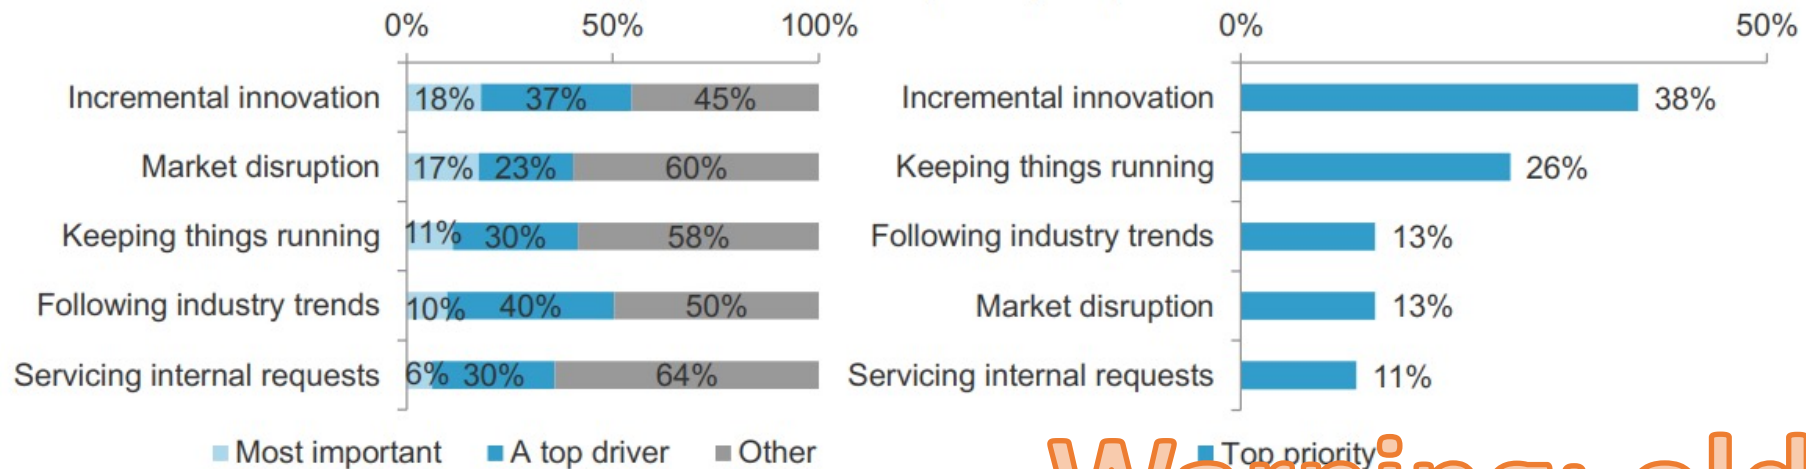 0% 50% 100% 0% 50%
Incremental innovation 18% 37% 45% Incremental innovation 38%
Market disruption 17% 23% 60% Keeping things running 26%
Keeping things running 11% 30% 58% Following industry trends 13%
Following industry trends 10% 40% 50% Market disruption 13%
Servicing internal requests 6% 30% 64% Servicing internal requests 11%
Most important A top driver Other Top priority